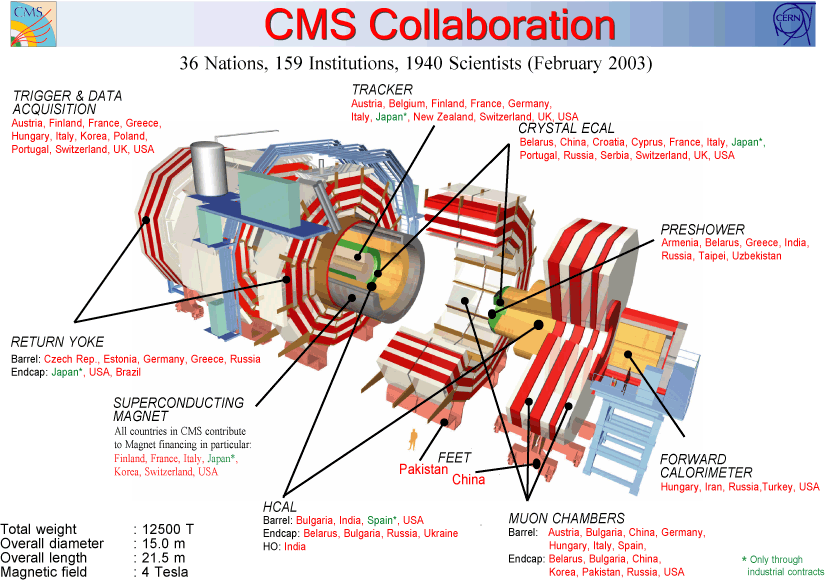 CMS Collaboration
CERN
36 Nations, 159 Institutions, 1940 Scientists (February 2003)
TRIGGER & DATA
ACQUISITION
Austria, Finland, France, Greece,
Hungary, Italy, Korea, Poland,
Portugal, Switzerland, UK, USA
TRACKER
Austria, Belgium, Finland, France, Germany,
Italy, Japan*, New Zealand, Switzerland, UK, USA
CRYSTAL ECAL
Belarus, China, Croatia, Cyprus, France, Italy, Japan*,
Portugal, Russia, Serbia, Switzerland, UK, USA
PRESHOWER
Armenia, Belarus, Greece, India,
Russia, Taipei, Uzbekistan
RETURN YOKE
Barrel: Czech Rep., Estonia, Germany, Greece, Russia
Endcap: Japan*, USA, Brazil
SUPERCONDUCTING
MAGNET
All countries in CMS contribute
to Magnet financing in particular:
Finland, France, Italy, Japan*,
Korea, Switzerland, USA
FEET
Pakistan
China
FORWARD
CALORIMETER
Hungary, Iran, Russia,Turkey, USA
HCAL
Barrel: Bulgaria, India, Spain*, USA
Endcap: Belarus, Bulgaria, Russia, Ukraine
HO: India
MUON CHAMBERS
Barrel: Austria, Bulgaria, China, Germany,
Hungary, Italy, Spain,
Endcap: Belarus, Bulgaria, China,
Korea, Pakistan, Russia, USA
Total weight : 12500 T
Overall diameter : 15.0 m
Overall length : 21.5 m
Magnetic field : 4 Tesla
* Only through
industrial contracts